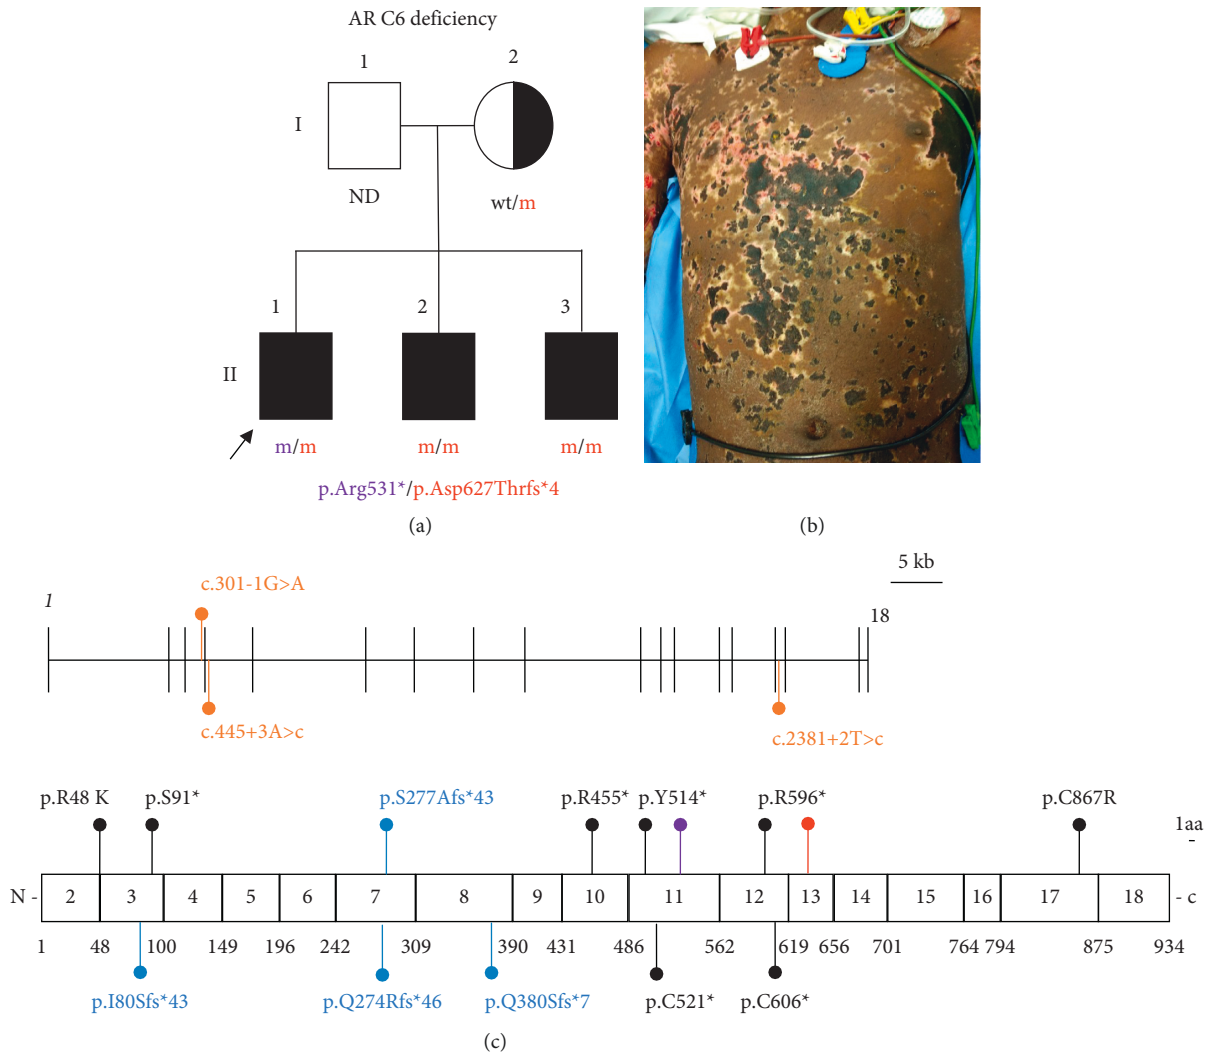 AR C6 deficiency
1
2
I
ND
wt/m
1
2
3
II
m/m
m/m
m/m
p.Arg531*/p.Asp627Thrfs*4
(a)
(b)
5 kb
c.301-1G>A
1
18
c.445+3A>c
c.2381+2T>c
p.R48 K
p.S91*
p.S277Afs*43
p.R455*
p.Y514*
p.R596*
p.C867R
1aa
N -
2
3
4
5
6
7
8
9
10
11
12
13
14
15
16
17
18
- c
1
48
100
149
196
242
309
390
431
486
562
619
656
701
764
794
875
934
p.I80Sfs*43
p.Q274Rfs*46
p.Q380Sfs*7
p.C521*
p.C606*
(c)